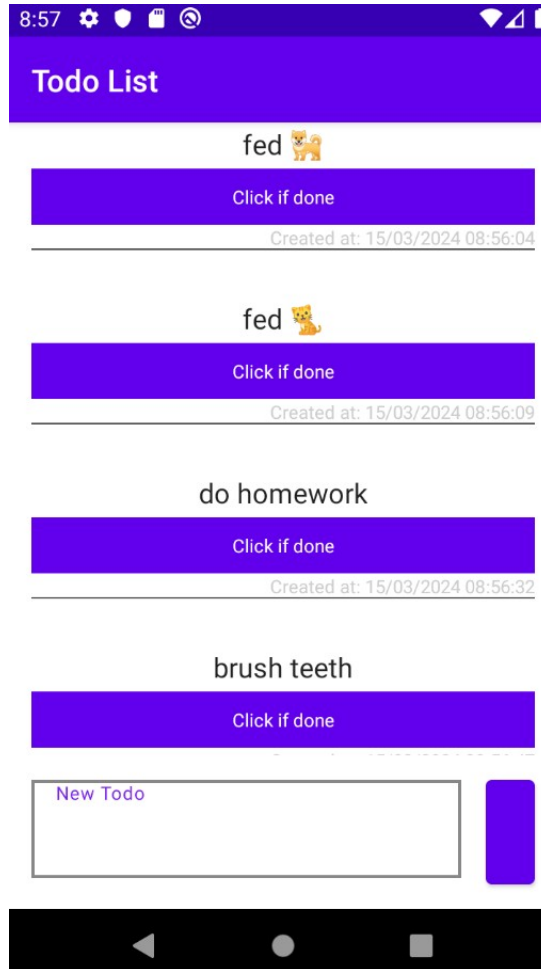 8:57
Todo List
fed 🐕
Click if done
Created at: 15/03/2024 08:56:04
fed 🐈
Click if done
Created at: 15/03/2024 08:56:09
do homework
Click if done
Created at: 15/03/2024 08:56:32
brush teeth
Click if done
New Todo